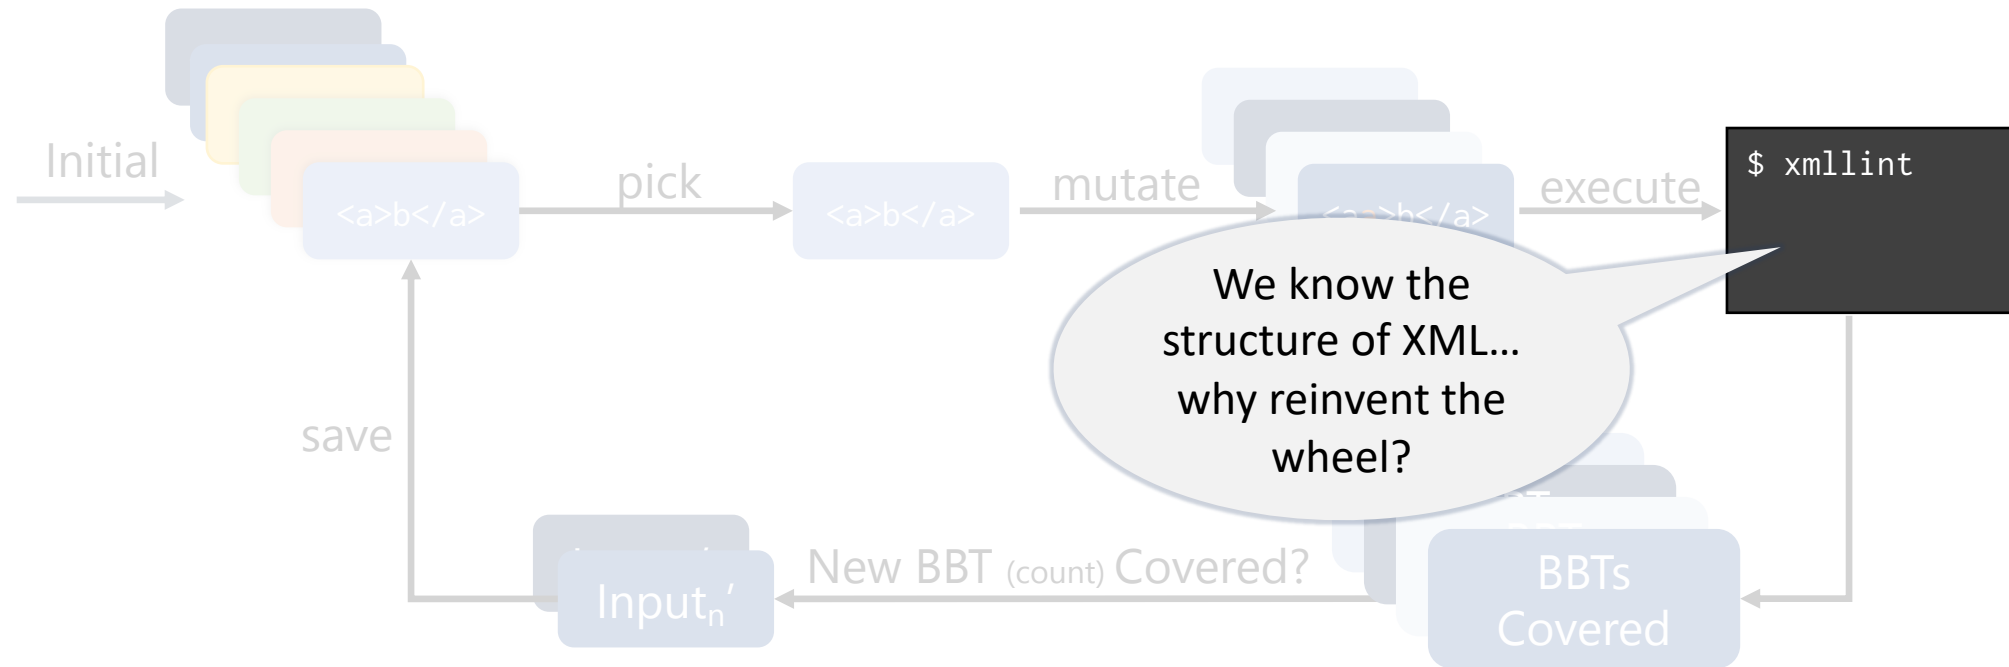 Initial
<a>b</a>
pick
<a>b</a>
mutate
execute
$ xmllint
We know the
structure of XML…
why reinvent the
wheel?
save
Inputn′
New BBT (count) Covered?
BBTs
Covered